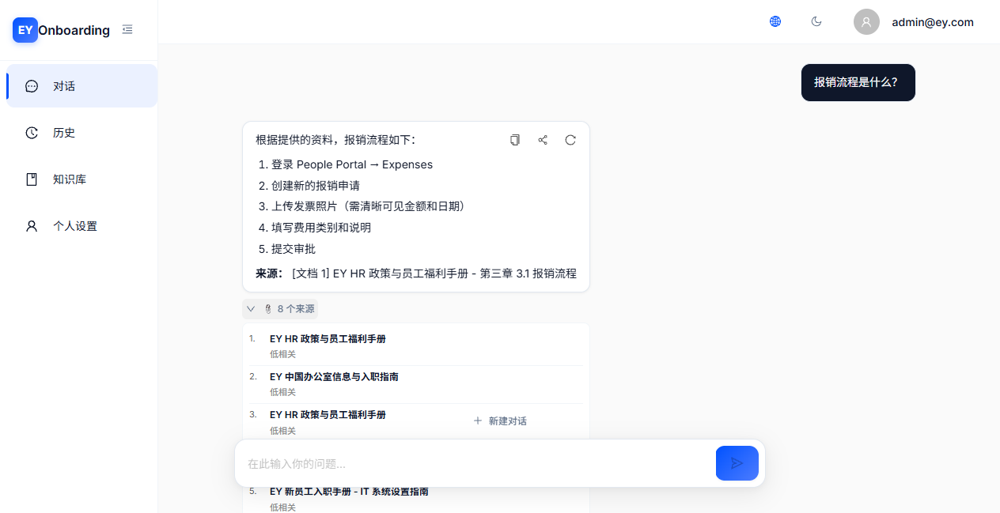 EY Onboarding
admin@ey.com
对话
历史
知识库
个人设置
报销流程是什么？
根据提供的资料，报销流程如下：
1. 登录 People Portal → Expenses
2. 创建新的报销申请
3. 上传发票照片（需清晰可见金额和日期）
4. 填写费用类别和说明
5. 提交审批
来源： [文档 1] EY HR 政策与员工福利手册 - 第三章 3.1 报销流程
8 个来源
1. EY HR 政策与员工福利手册
低相关
2. EY 中国办公室信息与入职指南
低相关
3. EY HR 政策与员工福利手册
低相关
+ 新建对话
在此输入你的问题...
5. EY 新员工入职手册 - IT 系统设置指南
低相关